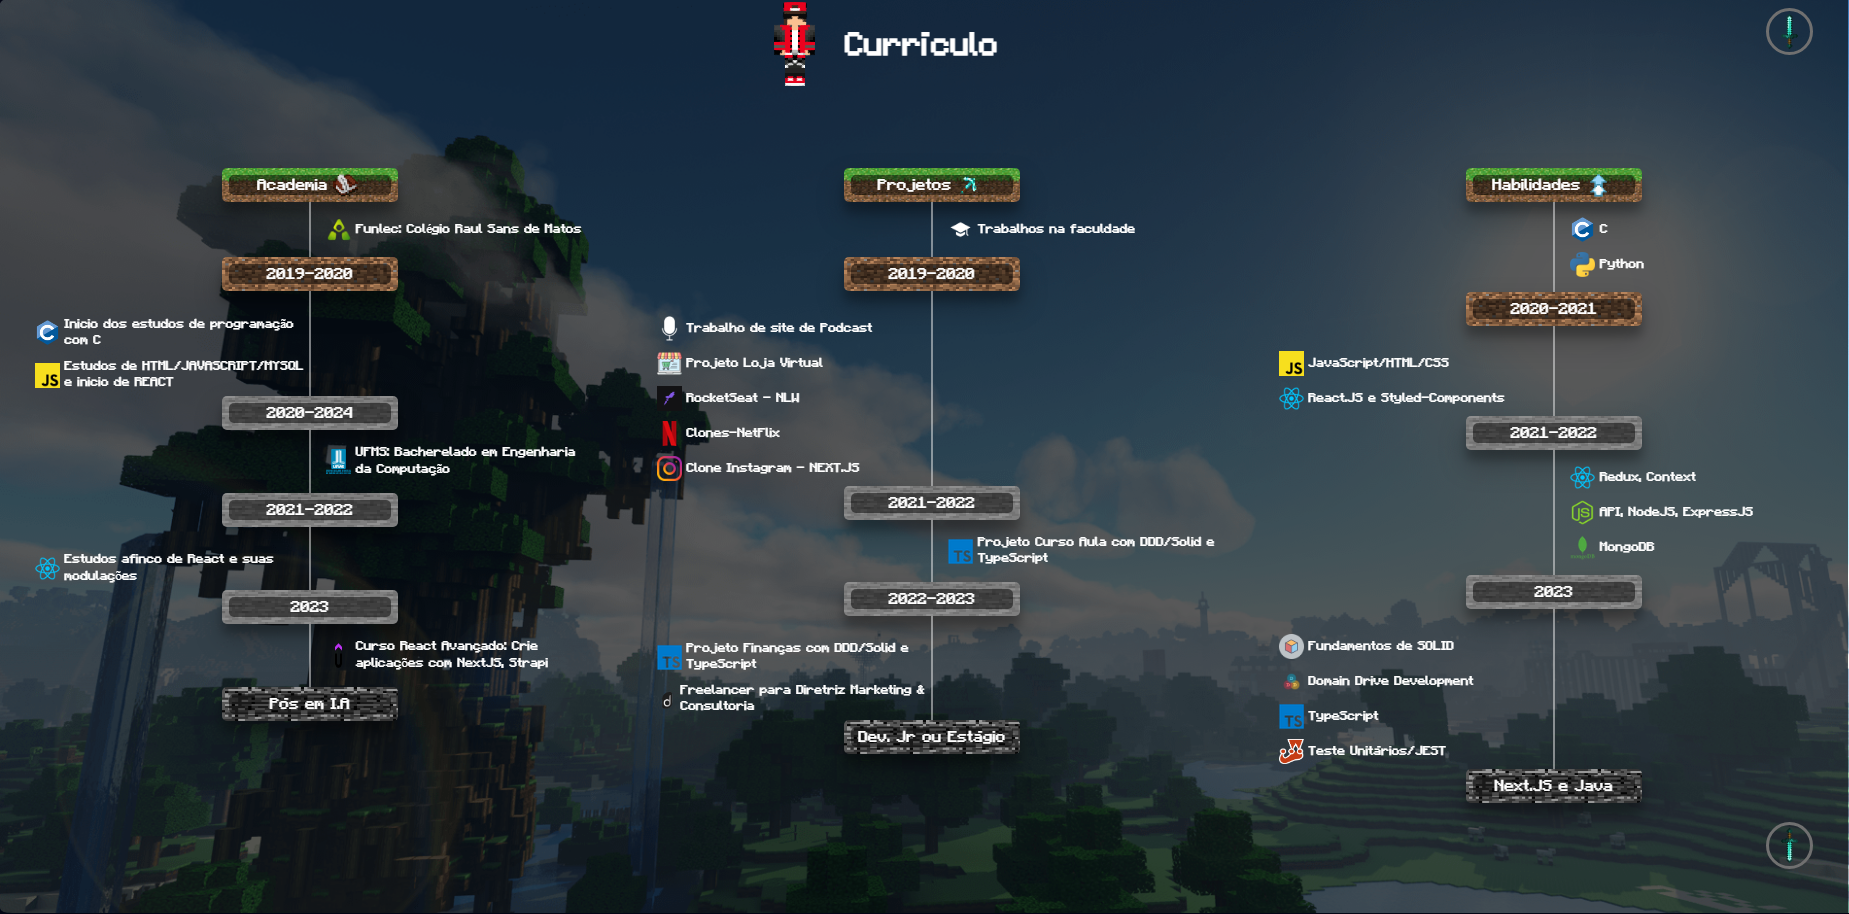 Currículo
Academia
Funlec: Colégio Raul Sans de Matos
2019-2020
Inicio dos estudos de programação
com C
JS
Estudos de HTML/JAVASCRIPT/MYSQL
e inicio de REACT
2020-2024
UFMS: Bacherelado em Engenharia
da Computação
2021-2022
Estudos afinco de React e suas
modulações
2023
Curso React Avançado: Crie
aplicações com NextJS, Strapi
Pós em I.A
Projetos
Trabalhos na faculdade
2019-2020
Trabalho de site de Podcast
Projeto Loja Virtual
RocketSeat - NLW
Clones-NetFlix
Clone Instagram - NEXT.JS
2021-2022
TS
Projeto Curso Aula com DDD/Solid e
TypeScript
2022-2023
TS
Projeto Finanças com DDD/Solid e
TypeScript
Freelancer para Diretriz Marketing &
Consultoria
Dev. Jr ou Estágio
Habilidades
C
Python
2020-2021
JS
JavaScript/HTML/CSS
React.JS e Styled-Components
2021-2022
Redux, Context
API, NodeJS, ExpressJS
MongoDB
2023
Fundamentos de SOLID
Domain Drive Development
TS
TypeScript
Teste Unitários/JEST
Next.JS e Java